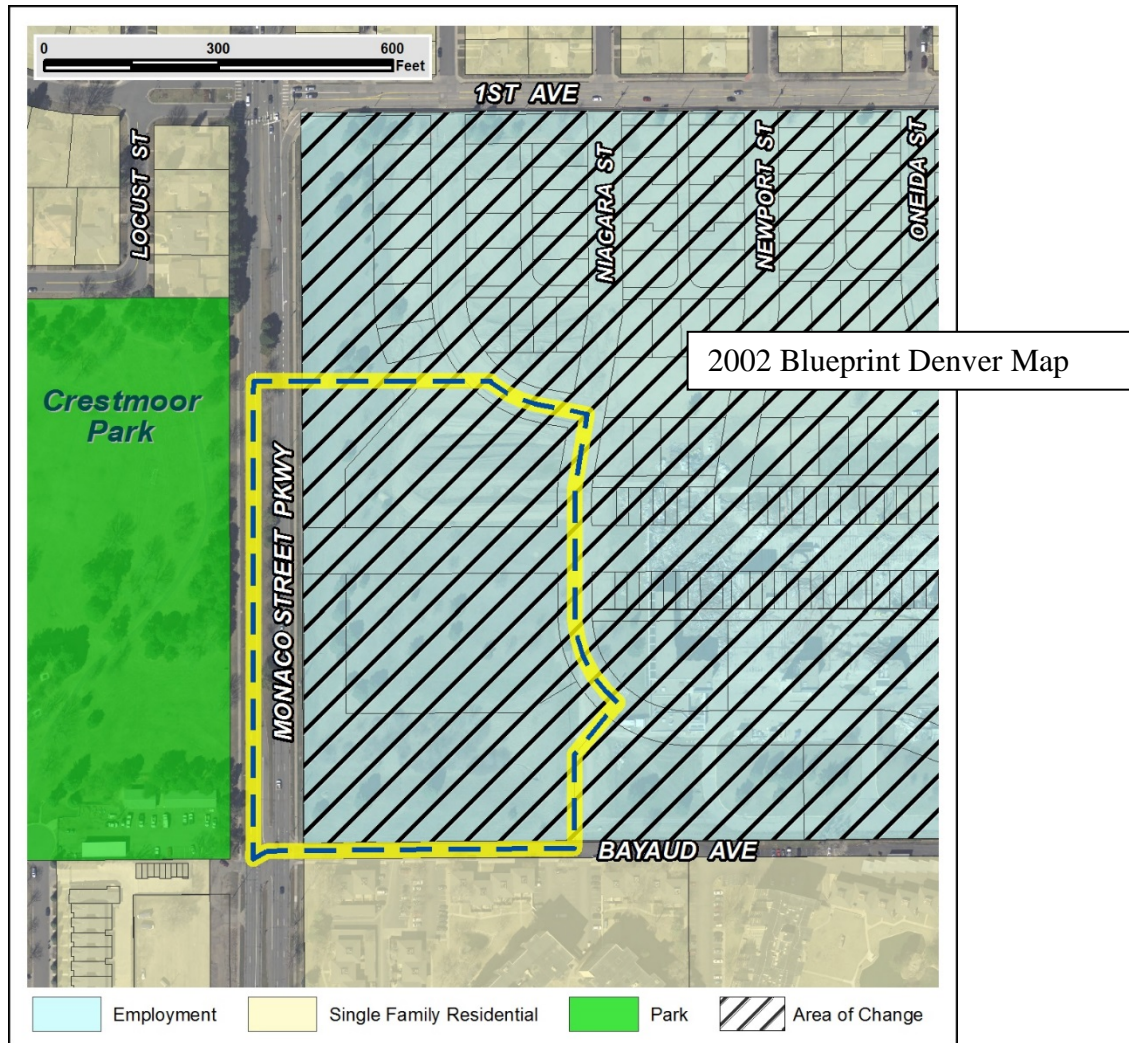 0 300 600
Feet
1ST AVE
LOCUST ST
NIAGARA ST
NEWPORT ST
ONEIDA ST
2002 Blueprint Denver Map
Crestmoor
Park
MONACO STREET PKWY
BAYAUD AVE
Employment
Single Family Residential
Park
Area of Change